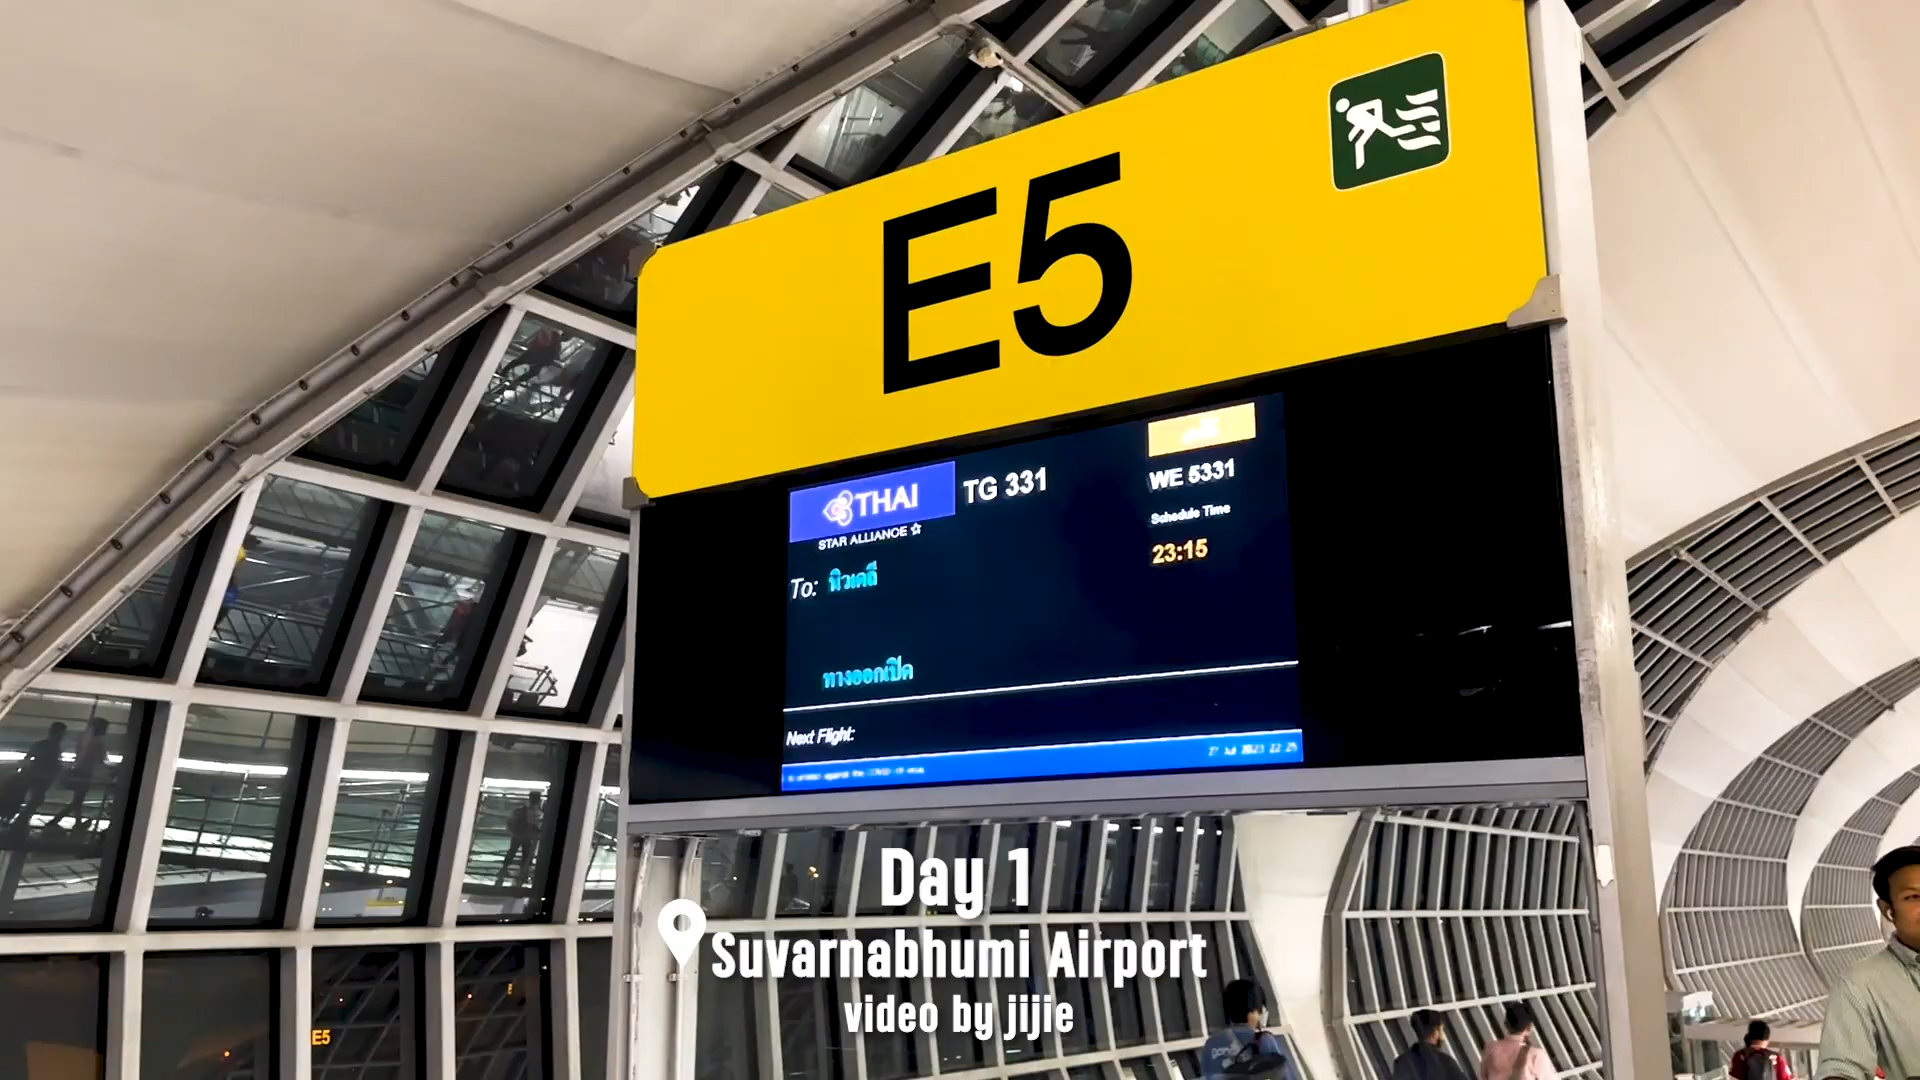 E5
THAI
TG 331
WE 5331
STAR ALLIANCE
Schedule Time
23:15
To: นิวเดลี
ทางออกเปิด
Next Flight:
Day 1
Suvarnabhumi Airport
video by jijie
E5